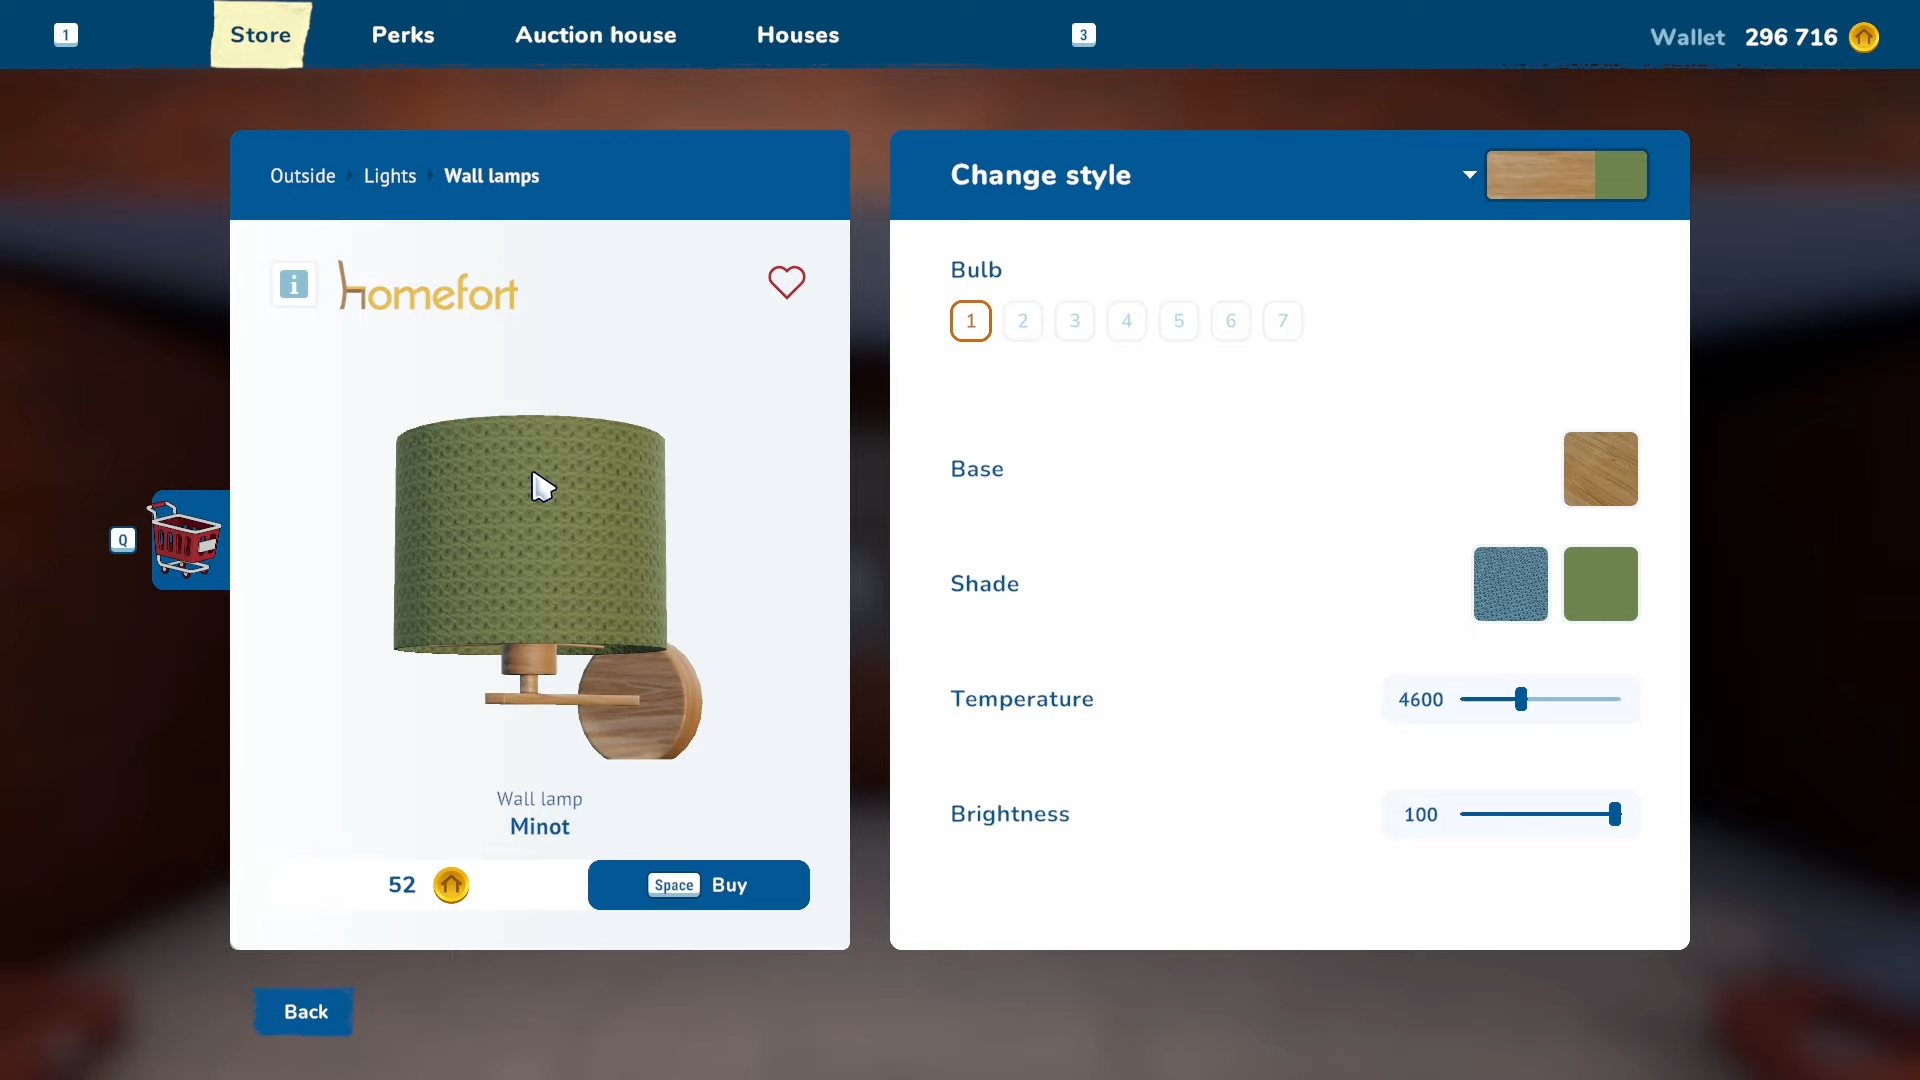 1 Store Perks Auction house Houses 3 Wallet 296 716
Outside Lights Wall lamps
Change style
i homefort
Bulb
1 2 3 4 5 6 7
Base
Q
Shade
Temperature 4600
Wall lamp
Minot
Brightness 100
52 Space Buy
Back